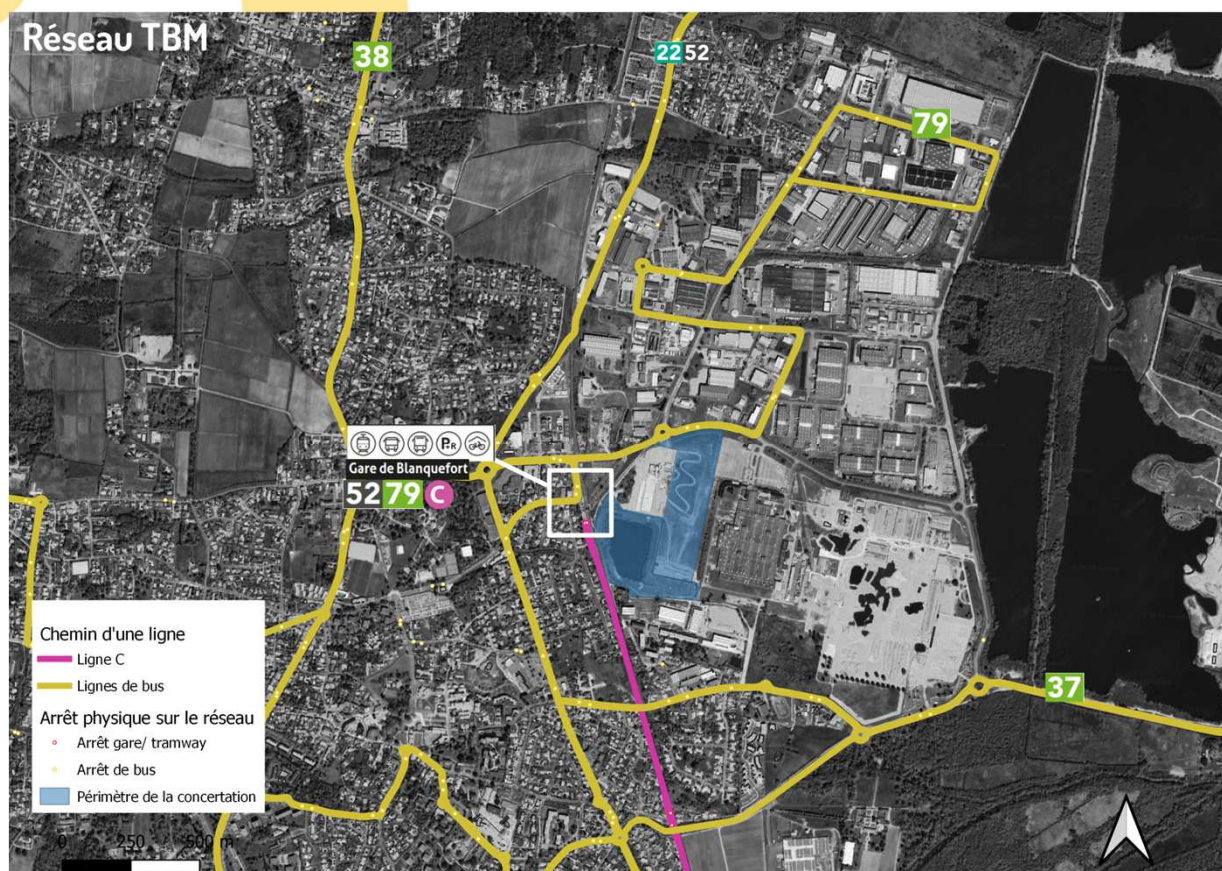 Réseau TBM
38
22 52
79
P+R
Gare de Blanquefort
52 79 C
37
Chemin d'une ligne
Ligne C
Lignes de bus
Arrêt physique sur le réseau
Arrêt gare/ tramway
Arrêt de bus
Périmètre de la concertation
0 250 500 m